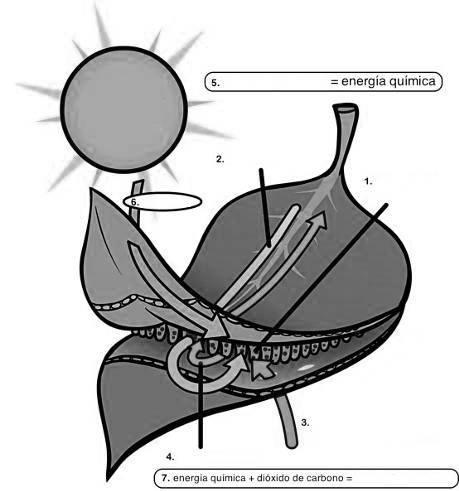 5. = energía química
2.
1.
6.
3.
4.
7. energía química + dióxido de carbono =